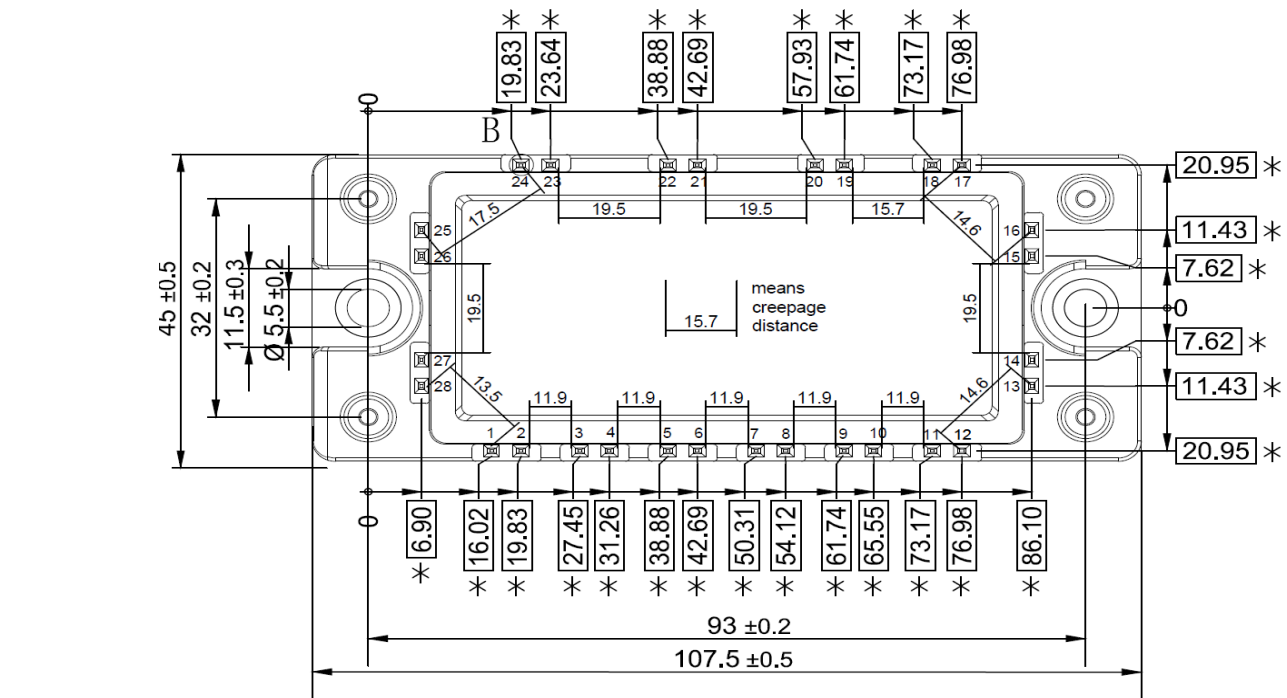 * * * * * * * *
19.83 23.64 38.88 42.69 57.93 61.74 73.17 76.98
0
B
24 23 22 21 20 19 18 17 20.95 *
17.5 19.5 19.5 15.7 14.6
25 16 11.43 *
26 15 7.62 *
45 ±0.5
32 ±0.2
11.5 ±0.3
Ø 5.5 ±0.2
19.5
means
creepage
15.7 distance
19.5
0
27 14 7.62 *
28 13 11.43 *
13.5 11.9 11.9 11.9 11.9 11.9 14.6
1 2 3 4 5 6 7 8 9 10 11 12 20.95 *
0
6.90 16.02 19.83 27.45 31.26 38.88 42.69 50.31 54.12 61.74 65.55 73.17 76.98 86.10
* * * * * * * * * * * * * *
93 ±0.2
107.5 ±0.5